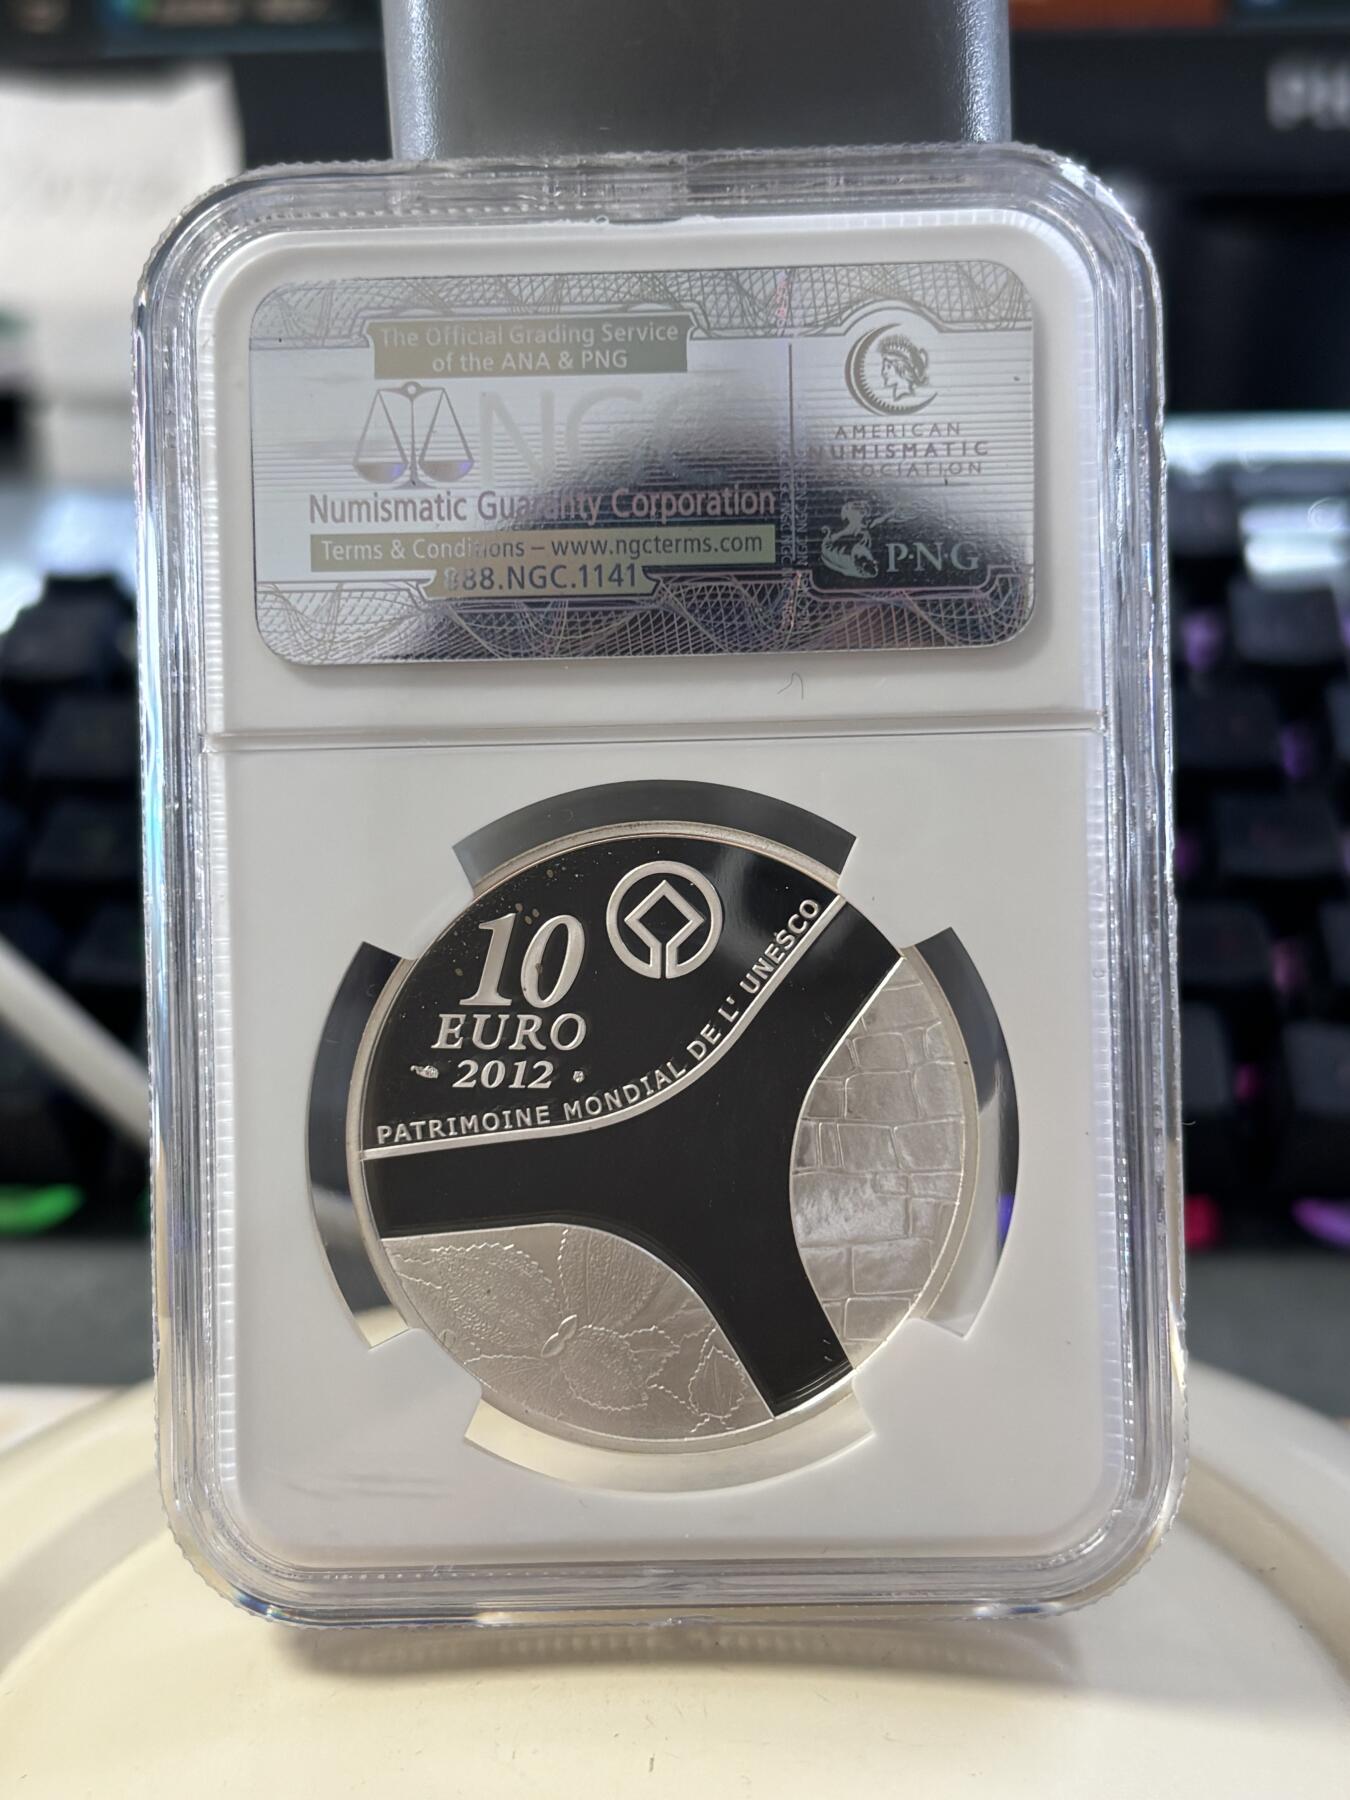 The Official Grading Service
of the ANA & PNG
NGC
Numismatic Guaranty Corporation
Terms & Conditions – www.ngcterms.com
888.NGC.1141
AMERICAN
NUMISMATIC
ASSOCIATION
PNG
10
EURO
2012
PATRIMOINE MONDIAL DE L' UNESCO